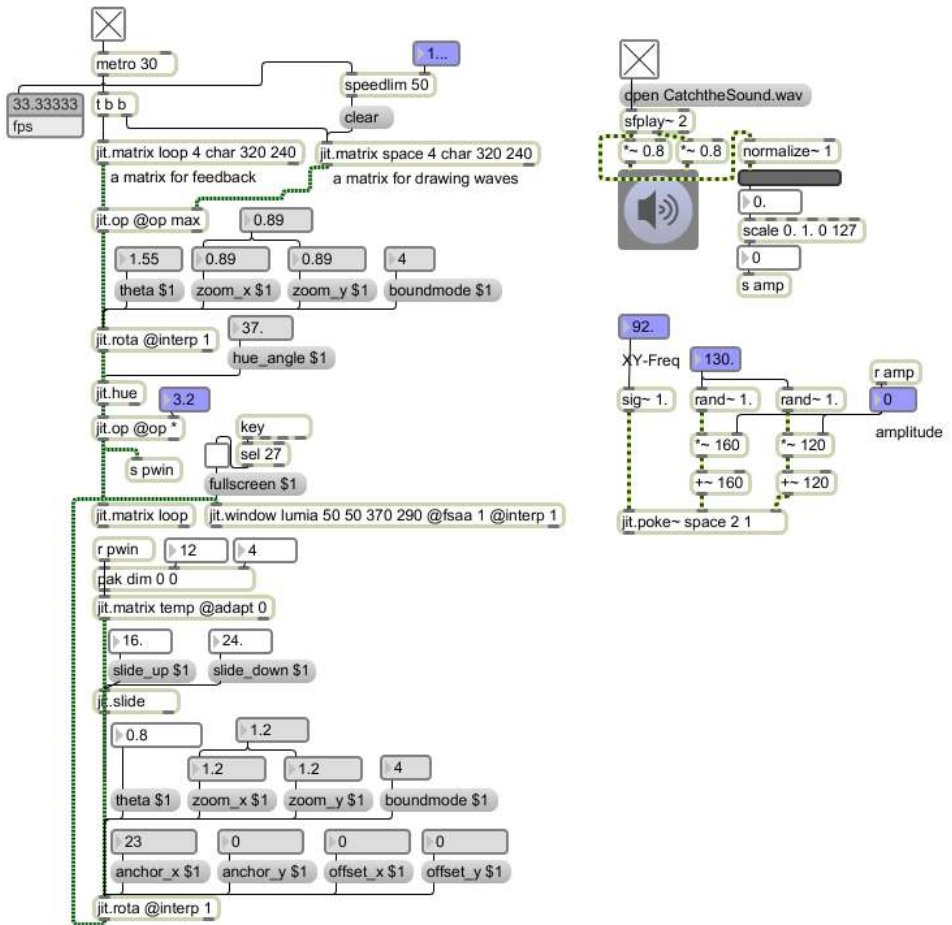 metro 30
1...
speedlim 50
33.33333
fps
t b b
clear
jit.matrix loop 4 char 320 240
jit.matrix space 4 char 320 240
a matrix for feedback
a matrix for drawing waves
jit.op @op max
0.89
1.55
0.89
0.89
4
theta $1
zoom_x $1
zoom_y $1
boundmode $1
jit.rota @interp 1
37.
hue_angle $1
jit.hue
3.2
jit.op @op *
key
sel 27
s pwin
fullscreen $1
jit.matrix loop
jit.window lumia 50 50 370 290 @fsaa 1 @interp 1
r pwin
12
4
pak dim 0 0
jit.matrix temp @adapt 0
16.
24.
slide_up $1
slide_down $1
jit.slide
0.8
1.2
1.2
1.2
4
theta $1
zoom_x $1
zoom_y $1
boundmode $1
23
0
0
0
anchor_x $1
anchor_y $1
offset_x $1
offset_y $1
jit.rota @interp 1
open CatchtheSound.wav
sfplay~ 2
*~ 0.8
*~ 0.8
normalize~ 1
0.
scale 0. 1. 0 127
0
s amp
92.
XY-Freq
130.
r amp
sig~ 1.
rand~ 1.
rand~ 1.
0
amplitude
*~ 160
*~ 120
+~ 160
+~ 120
jit.poke~ space 2 1